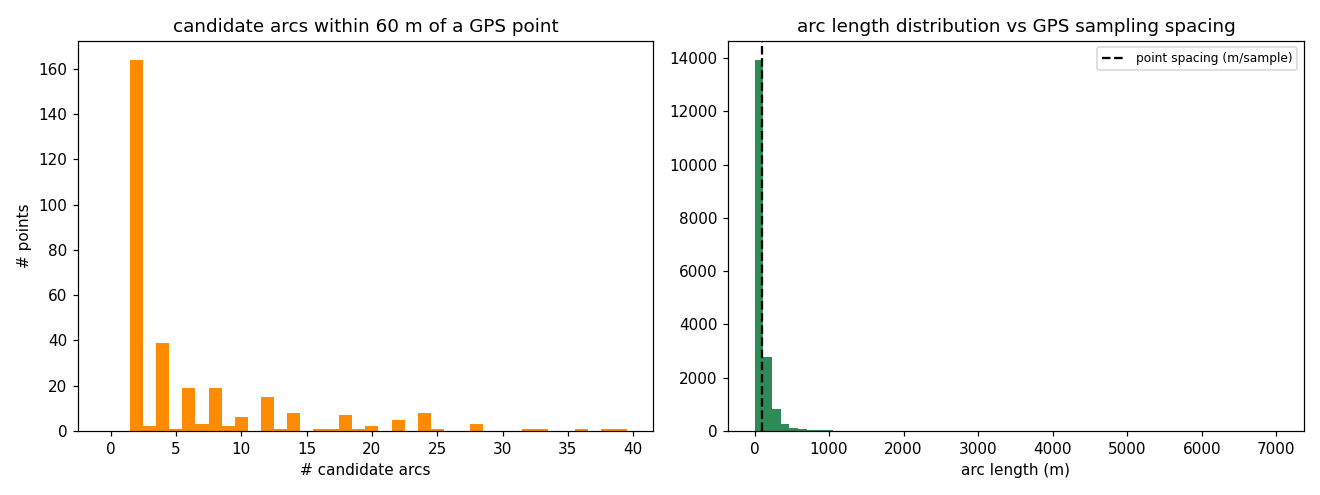 candidate arcs within 60 m of a GPS point
# points
160
140
120
100
80
60
40
20
0
0 5 10 15 20 25 30 35 40
# candidate arcs
arc length distribution vs GPS sampling spacing
point spacing (m/sample)
14000
12000
10000
8000
6000
4000
2000
0
0 1000 2000 3000 4000 5000 6000 7000
arc length (m)